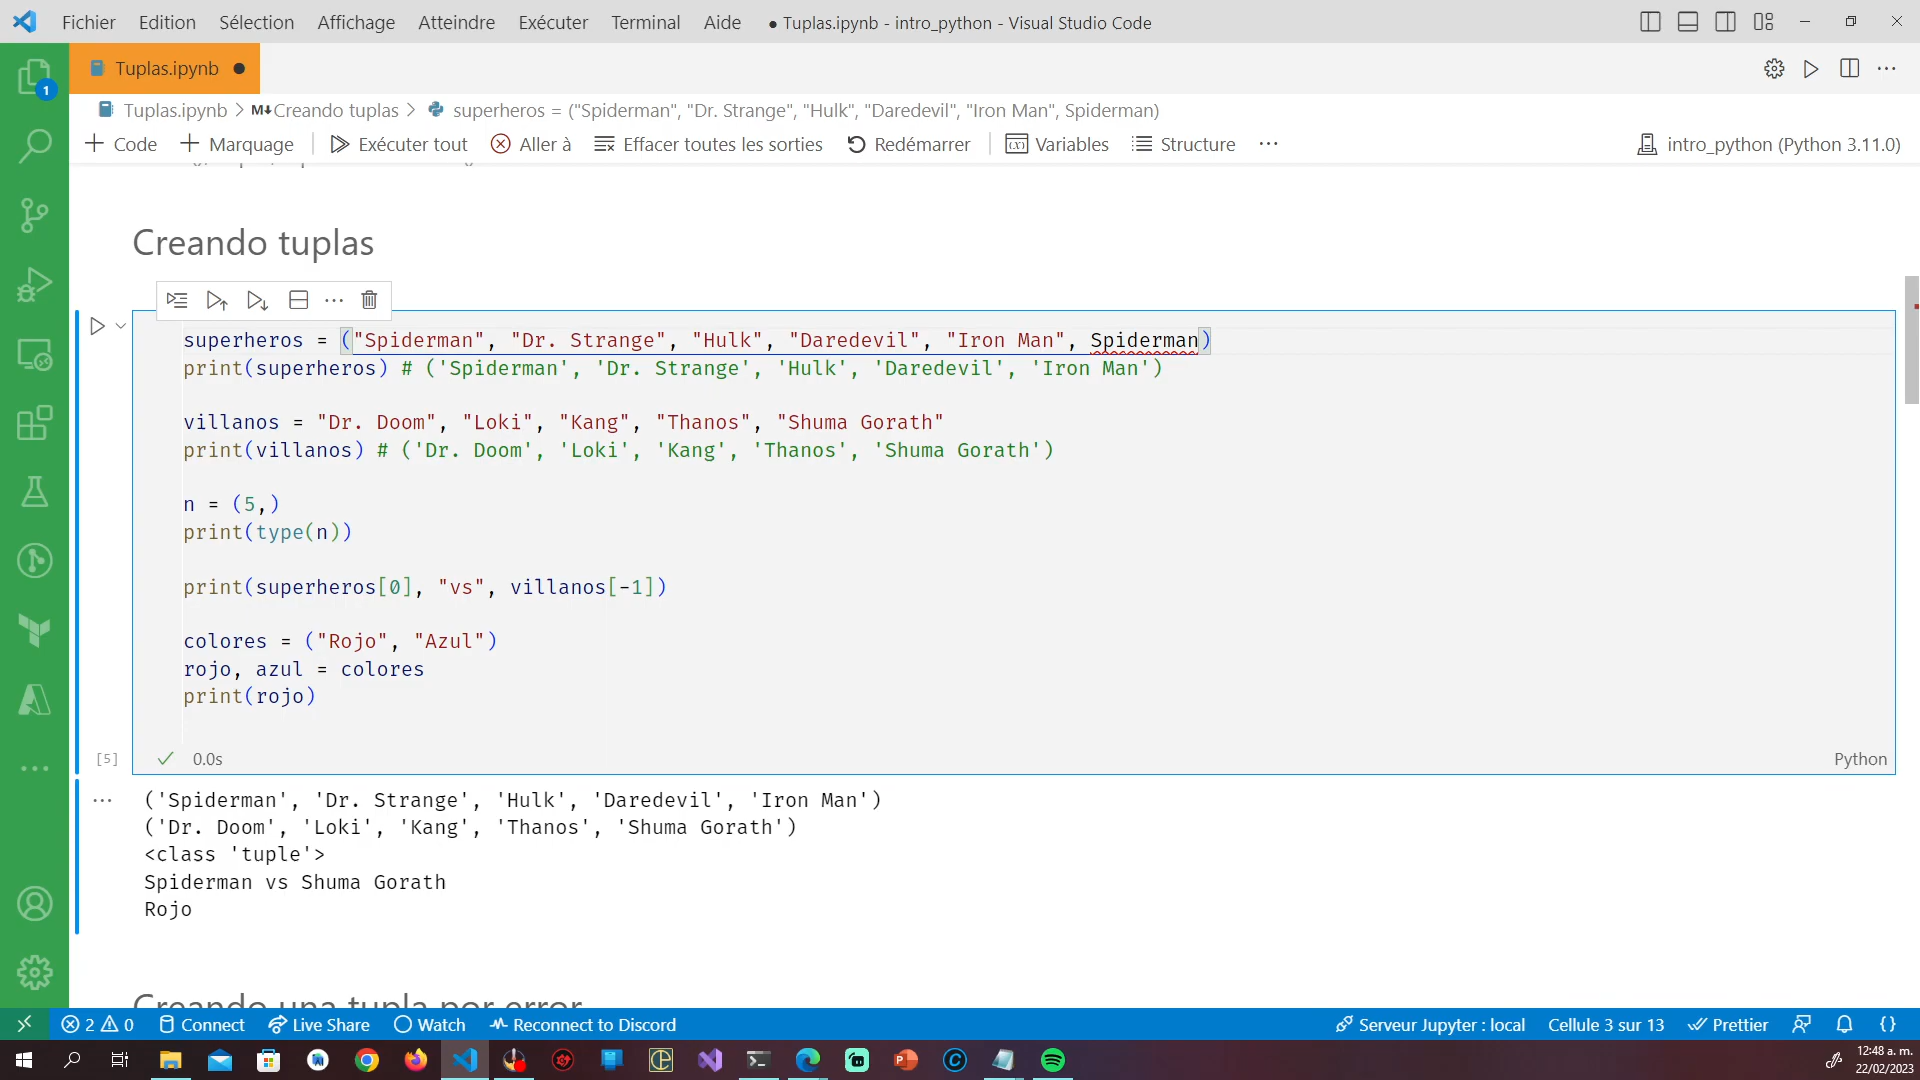 Fichier Edition Sélection Affichage Atteindre Exécuter Terminal Aide ● Tuplas.ipynb - intro_python - Visual Studio Code
1
Tuplas.ipynb ●
Tuplas.ipynb > M↓Creando tuplas > superheros = ("Spiderman", "Dr. Strange", "Hulk", "Daredevil", "Iron Man", Spiderman)
+ Code + Marquage Exécuter tout Aller à Effacer toutes les sorties Redémarrer Variables Structure ··· intro_python (Python 3.11.0)
Creando tuplas
superheros = ("Spiderman", "Dr. Strange", "Hulk", "Daredevil", "Iron Man", Spiderman)
print(superheros) # ('Spiderman', 'Dr. Strange', 'Hulk', 'Daredevil', 'Iron Man')
villanos = "Dr. Doom", "Loki", "Kang", "Thanos", "Shuma Gorath"
print(villanos) # ('Dr. Doom', 'Loki', 'Kang', 'Thanos', 'Shuma Gorath')
n = (5,)
print(type(n))
print(superheros[0], "vs", villanos[-1])
colores = ("Rojo", "Azul")
rojo, azul = colores
print(rojo)
[5] 0.0s Python
('Spiderman', 'Dr. Strange', 'Hulk', 'Daredevil', 'Iron Man')
('Dr. Doom', 'Loki', 'Kang', 'Thanos', 'Shuma Gorath')
<class 'tuple'>
Spiderman vs Shuma Gorath
Rojo
Creando una tupla por error
2 0 Connect Live Share Watch Reconnect to Discord Serveur Jupyter : local Cellule 3 sur 13 Prettier {}
12:48 a. m.
22/02/2023